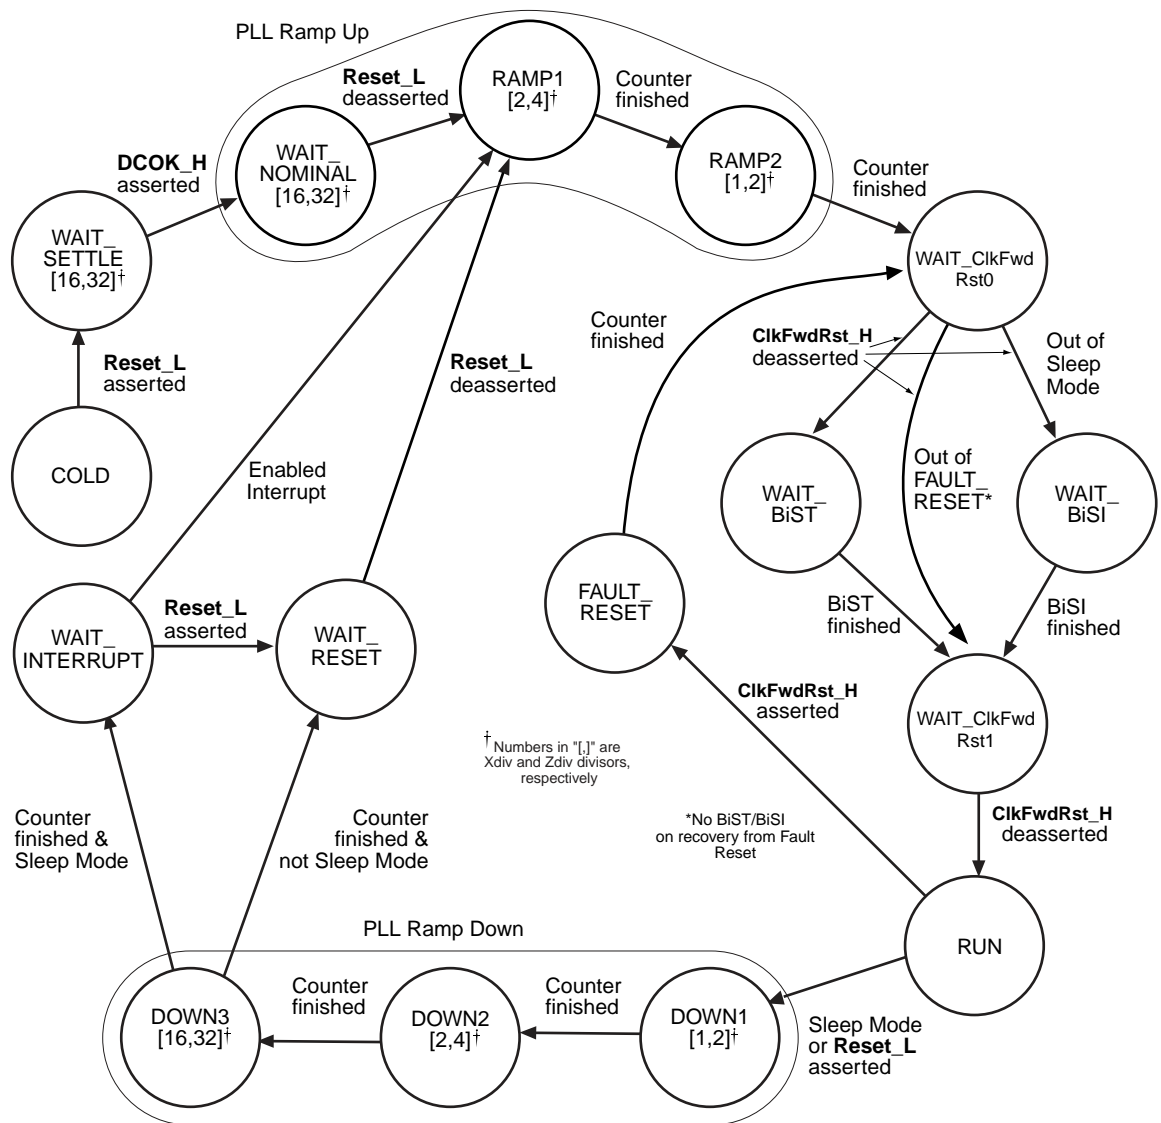 PLL Ramp Up
Reset_L
deasserted
RAMP1
[2,4]†
Counter
finished
WAIT_
NOMINAL
[16,32]†
RAMP2
[1,2]†
DCOK_H
asserted
Counter
finished
WAIT_
SETTLE
[16,32]†
WAIT_ClkFwd
Rst0
Reset_L
asserted
Reset_L
deasserted
Counter
finished
ClkFwdRst_H
deasserted
Out of
Sleep
Mode
COLD
Enabled
Interrupt
WAIT_
BiST
Out of
FAULT_
RESET*
WAIT_
BiSI
FAULT_
RESET
BiST
finished
BiSI
finished
WAIT_
INTERRUPT
Reset_L
asserted
WAIT_
RESET
ClkFwdRst_H
asserted
WAIT_ClkFwd
Rst1
† Numbers in "[,]" are
Xdiv and Zdiv divisors,
respectively
Counter
finished &
Sleep Mode
Counter
finished &
not Sleep Mode
*No BiST/BiSI
on recovery from Fault
Reset
ClkFwdRst_H
deasserted
RUN
PLL Ramp Down
DOWN3
[16,32]†
Counter
finished
DOWN2
[2,4]†
Counter
finished
DOWN1
[1,2]†
Sleep Mode
or Reset_L
asserted